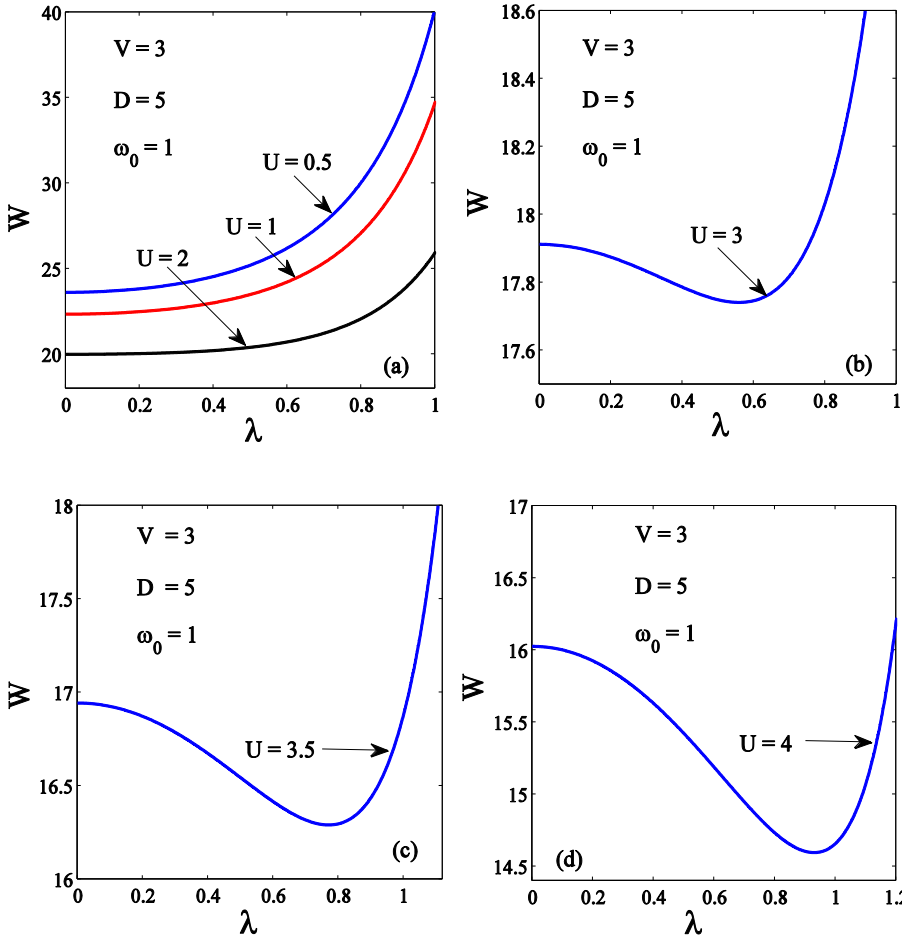 40
35
30
25
20
W
V = 3
D = 5
ω₀ = 1
U = 0.5
U = 1
U = 2
(a)
0 0.2 0.4 0.6 0.8 1
λ
18.6
18.4
18.2
18
17.8
17.6
W
V = 3
D = 5
ω₀ = 1
U = 3
(b)
0 0.2 0.4 0.6 0.8 1
λ
18
17.5
17
16.5
16
W
V = 3
D = 5
ω₀ = 1
U = 3.5
(c)
0 0.2 0.4 0.6 0.8 1
λ
17
16.5
16
15.5
15
14.5
W
V = 3
D = 5
ω₀ = 1
U = 4
(d)
0 0.2 0.4 0.6 0.8 1 1.2
λ